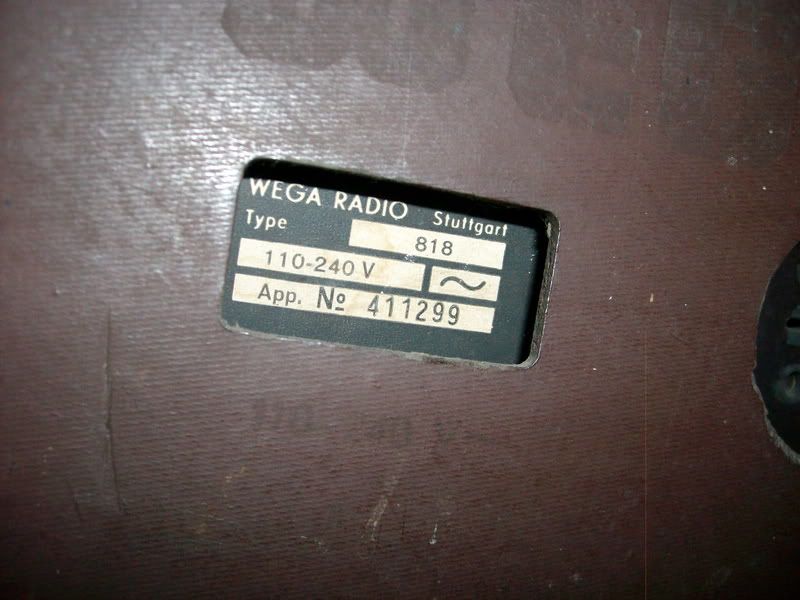 WEGA RADIO Stuttgart
Type 818
110-240 V ~
App. № 411299